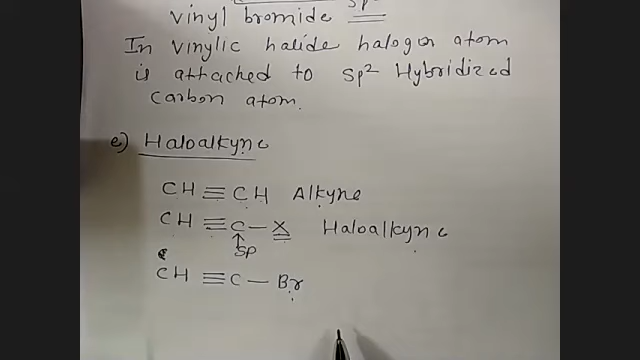 vinyl bromide sp²
In vinylic halide halogen atom
is attached to sp² Hybridized
carbon atom.
e) Haloalkyne
CH ≡ CH Alkyne
CH ≡ C — X Haloalkyne
↑
sp
CH ≡ C — Br